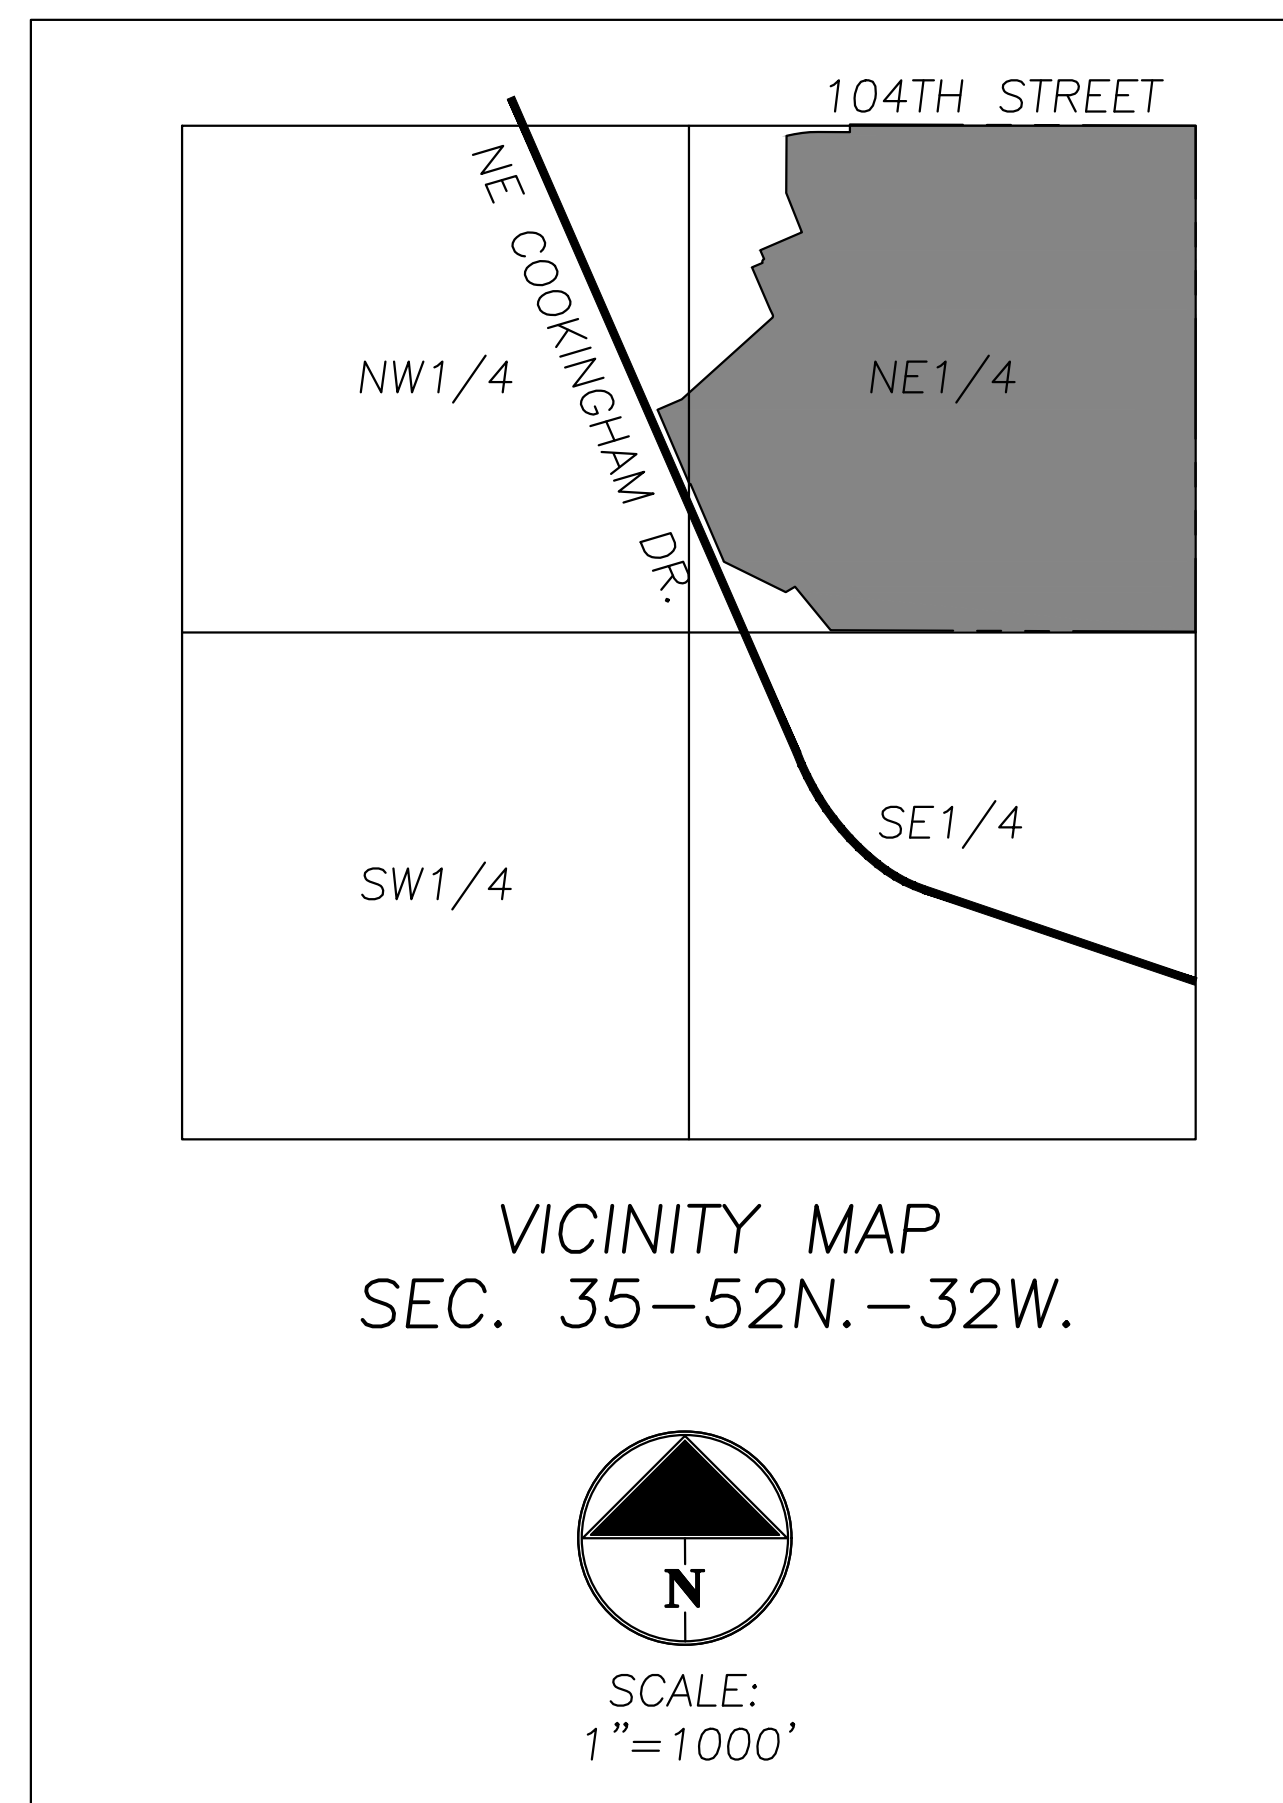 104TH STREET
NE COOKINGHAM DR.
NW1/4
NE1/4
SW1/4
SE1/4
VICINITY MAP
SEC. 35-52N.-32W.
N
SCALE:
1"=1000'